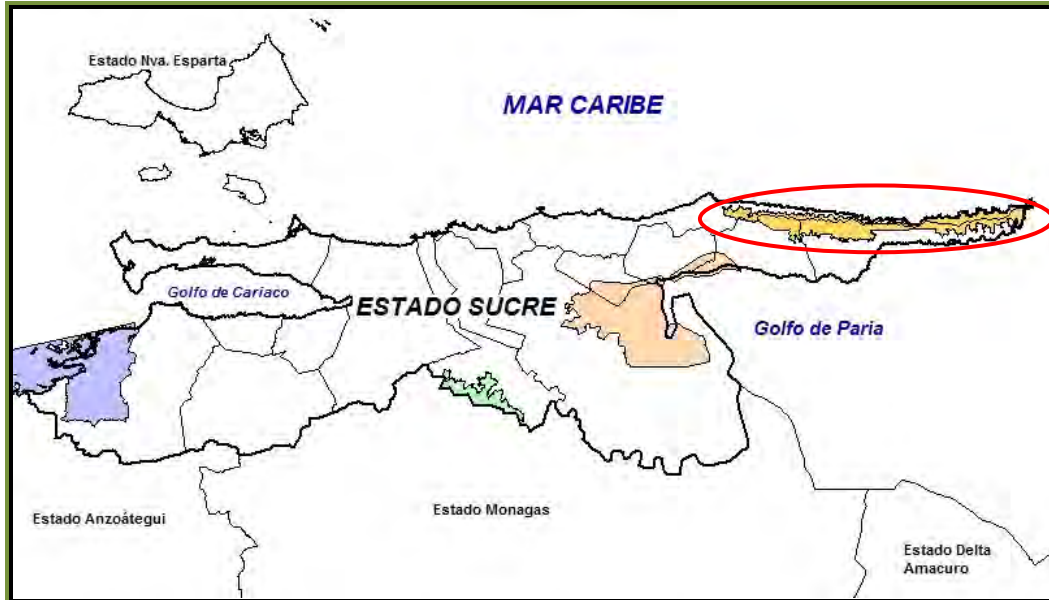 Estado Nva. Esparta
MAR CARIBE
Golfo de Cariaco
ESTADO SUCRE
Golfo de Paria
Estado Anzoátegui
Estado Monagas
Estado Delta
Amacuro